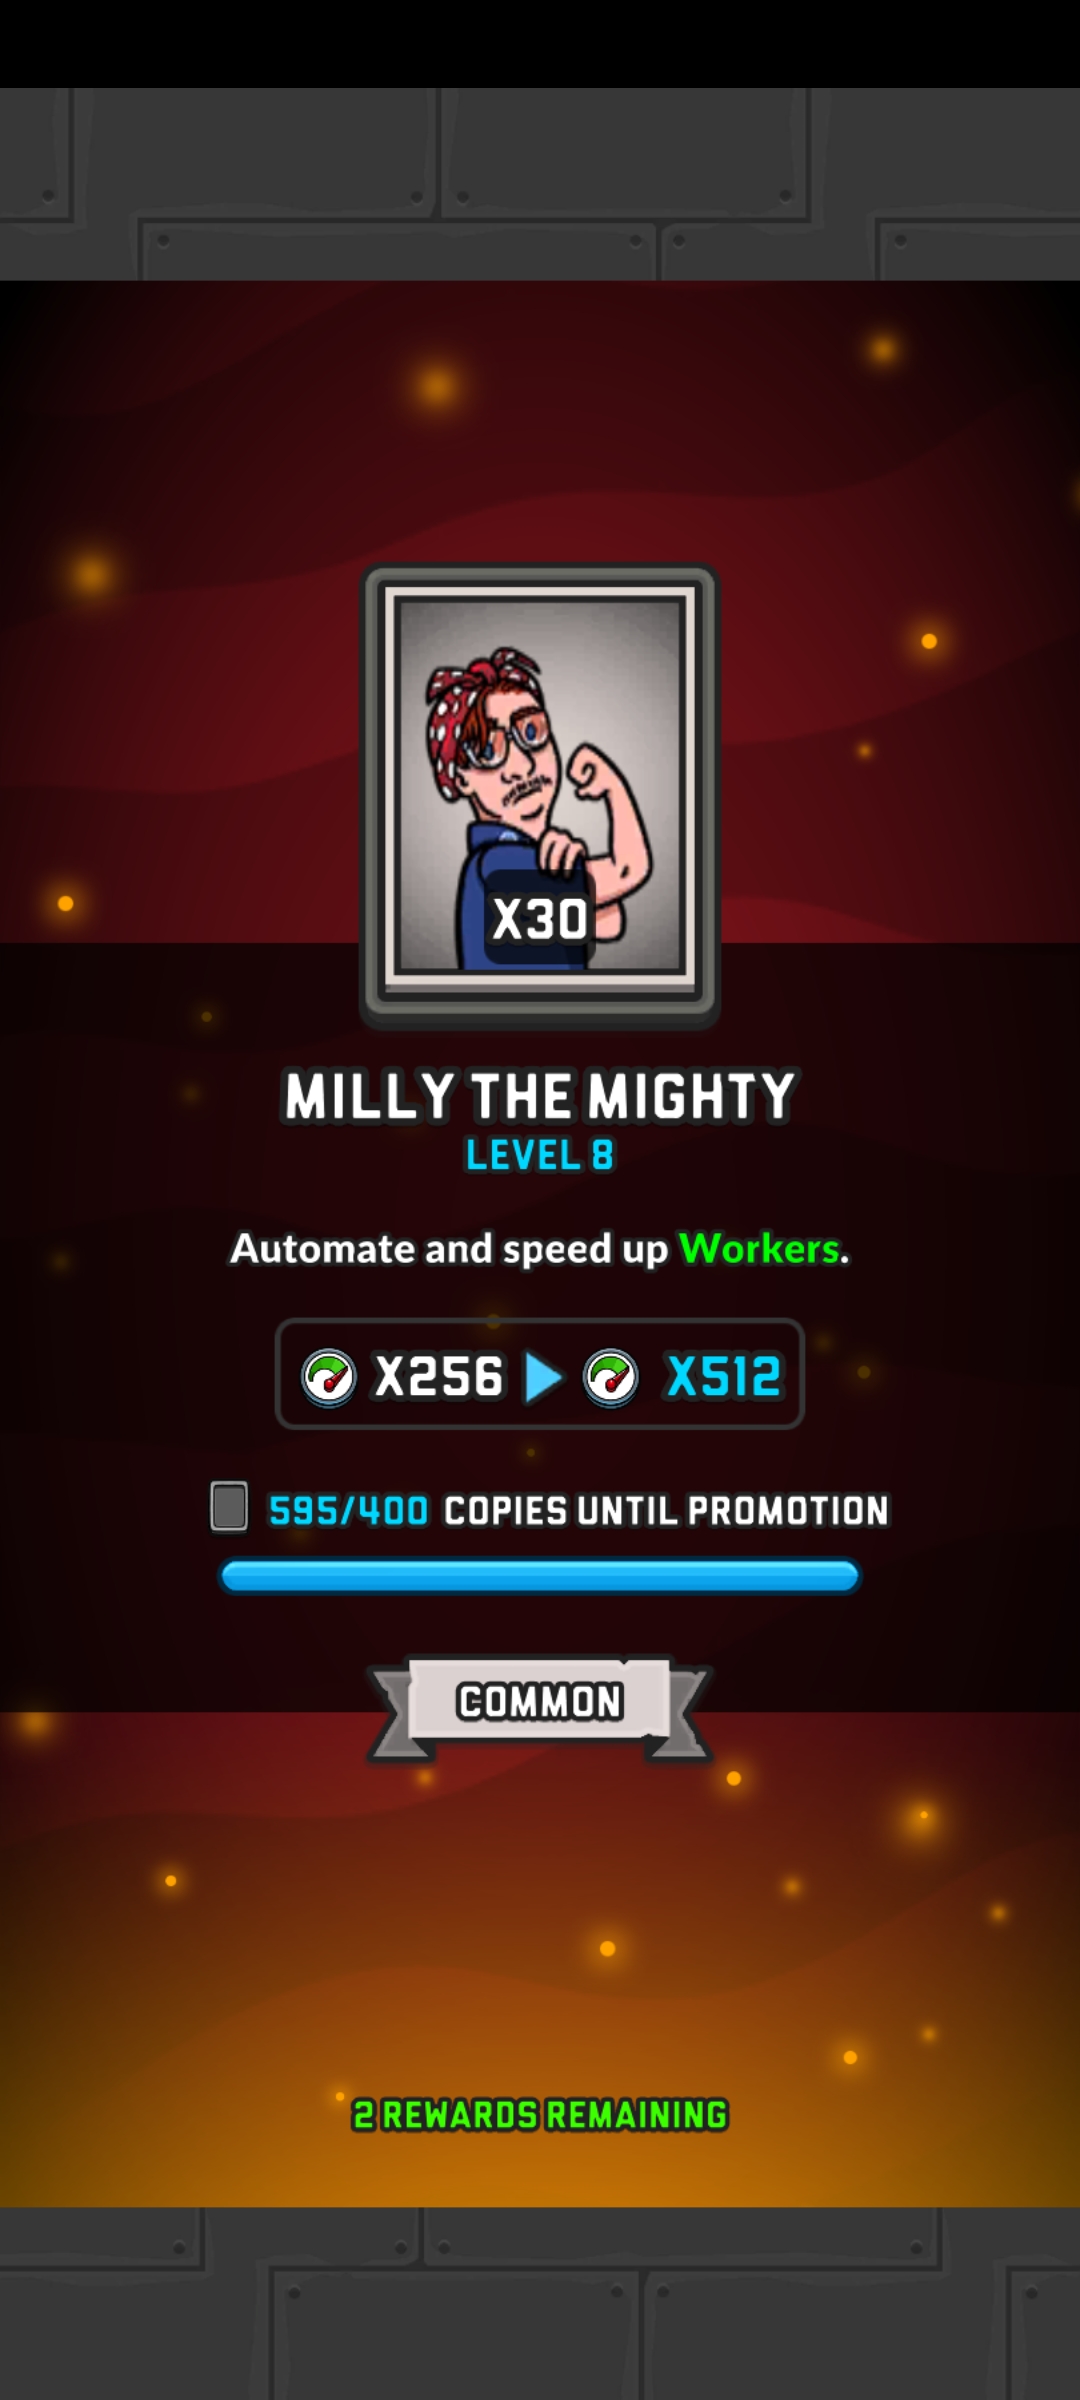 X30
MILLY THE MIGHTY
LEVEL 8
Automate and speed up Workers.
X256 X512
595/400 COPIES UNTIL PROMOTION
COMMON
2 REWARDS REMAINING